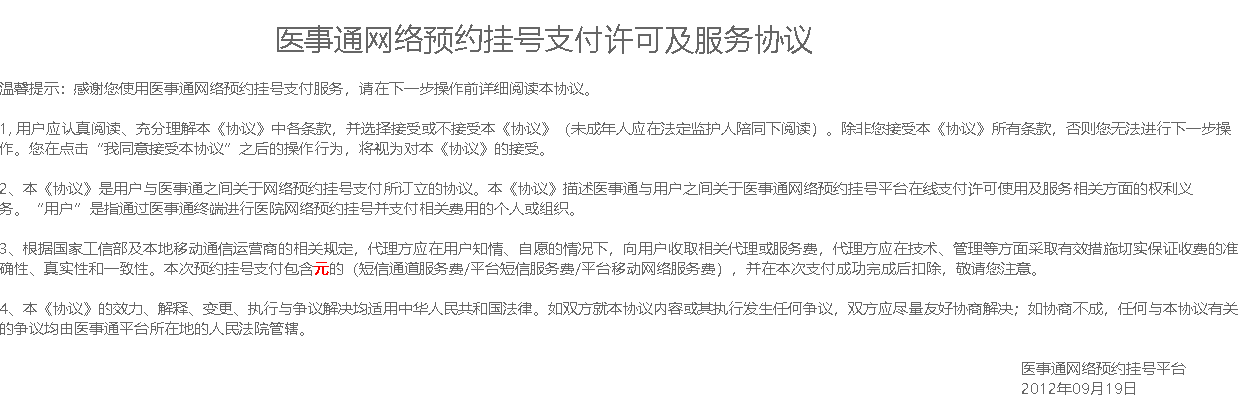 医事通网络预约挂号支付许可及服务协议
温馨提示：感谢您使用医事通网络预约挂号支付服务，请在下一步操作前详细阅读本协议。
1, 用户应认真阅读、充分理解本《协议》中各条款，并选择接受或不接受本《协议》（未成年人应在法定监护人陪同下阅读）。除非您接受本《协议》所有条款，否则您无法进行下一步操
作。您在点击“我同意接受本协议”之后的操作行为，将视为对本《协议》的接受。
2、本《协议》是用户与医事通之间关于网络预约挂号支付所订立的协议。本《协议》描述医事通与用户之间关于医事通网络预约挂号平台在线支付许可使用及服务相关方面的权利义
务。“用户”是指通过医事通终端进行医院网络预约挂号并支付相关费用的个人或组织。
3、根据国家工信部及本地移动通信运营商的相关规定，代理方应在用户知情、自愿的情况下，向用户收取相关代理或服务费，代理方应在技术、管理等方面采取有效措施切实保证收费的准
确性、真实性和一致性。本次预约挂号支付包含元的（短信通道服务费/平台短信服务费/平台移动网络服务费），并在本次支付成功完成后扣除，敬请您注意。
4、本《协议》的效力、解释、变更、执行与争议解决均适用中华人民共和国法律。如双方就本协议内容或其执行发生任何争议，双方应尽量友好协商解决；如协商不成，任何与本协议有关
的争议均由医事通平台所在地的人民法院管辖。
医事通网络预约挂号平台
2012年09月19日